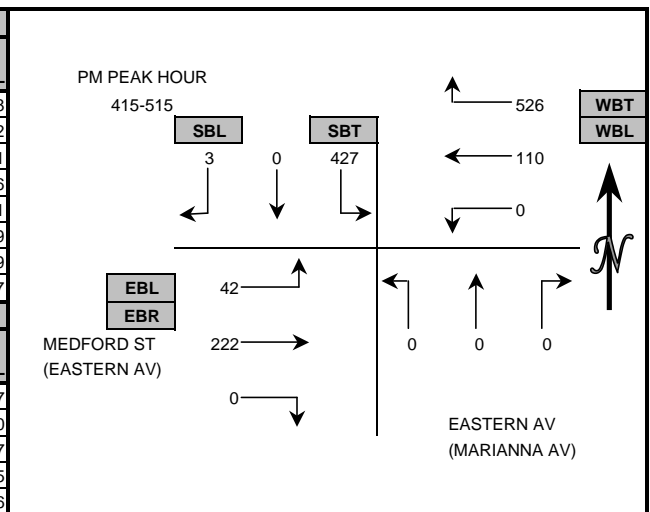 PM PEAK HOUR
415-515
526
WBT
WBL
SBL
SBT
3
0
427
110
0
N
EBL
42
EBR
MEDFORD ST
222
(EASTERN AV)
0
0
0
0
EASTERN AV
(MARIANNA AV)